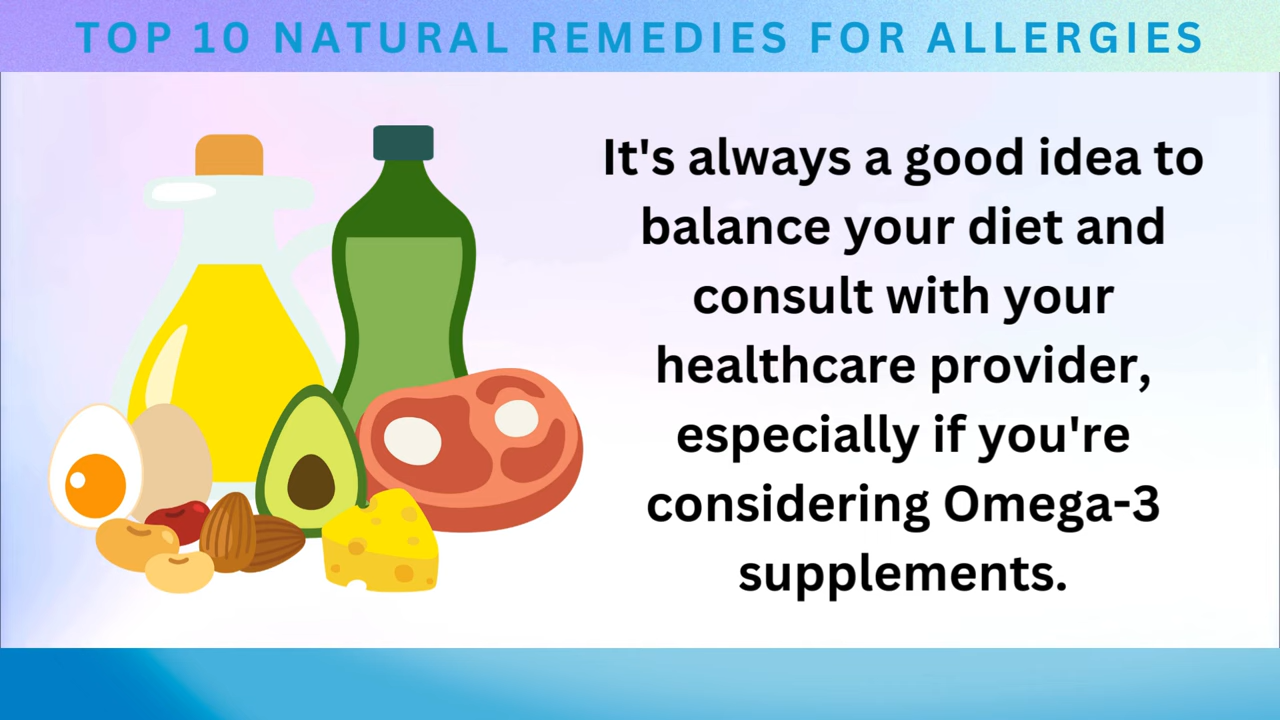 TOP 10 NATURAL REMEDIES FOR ALLERGIES
It's always a good idea to
balance your diet and
consult with your
healthcare provider,
especially if you're
considering Omega-3
supplements.